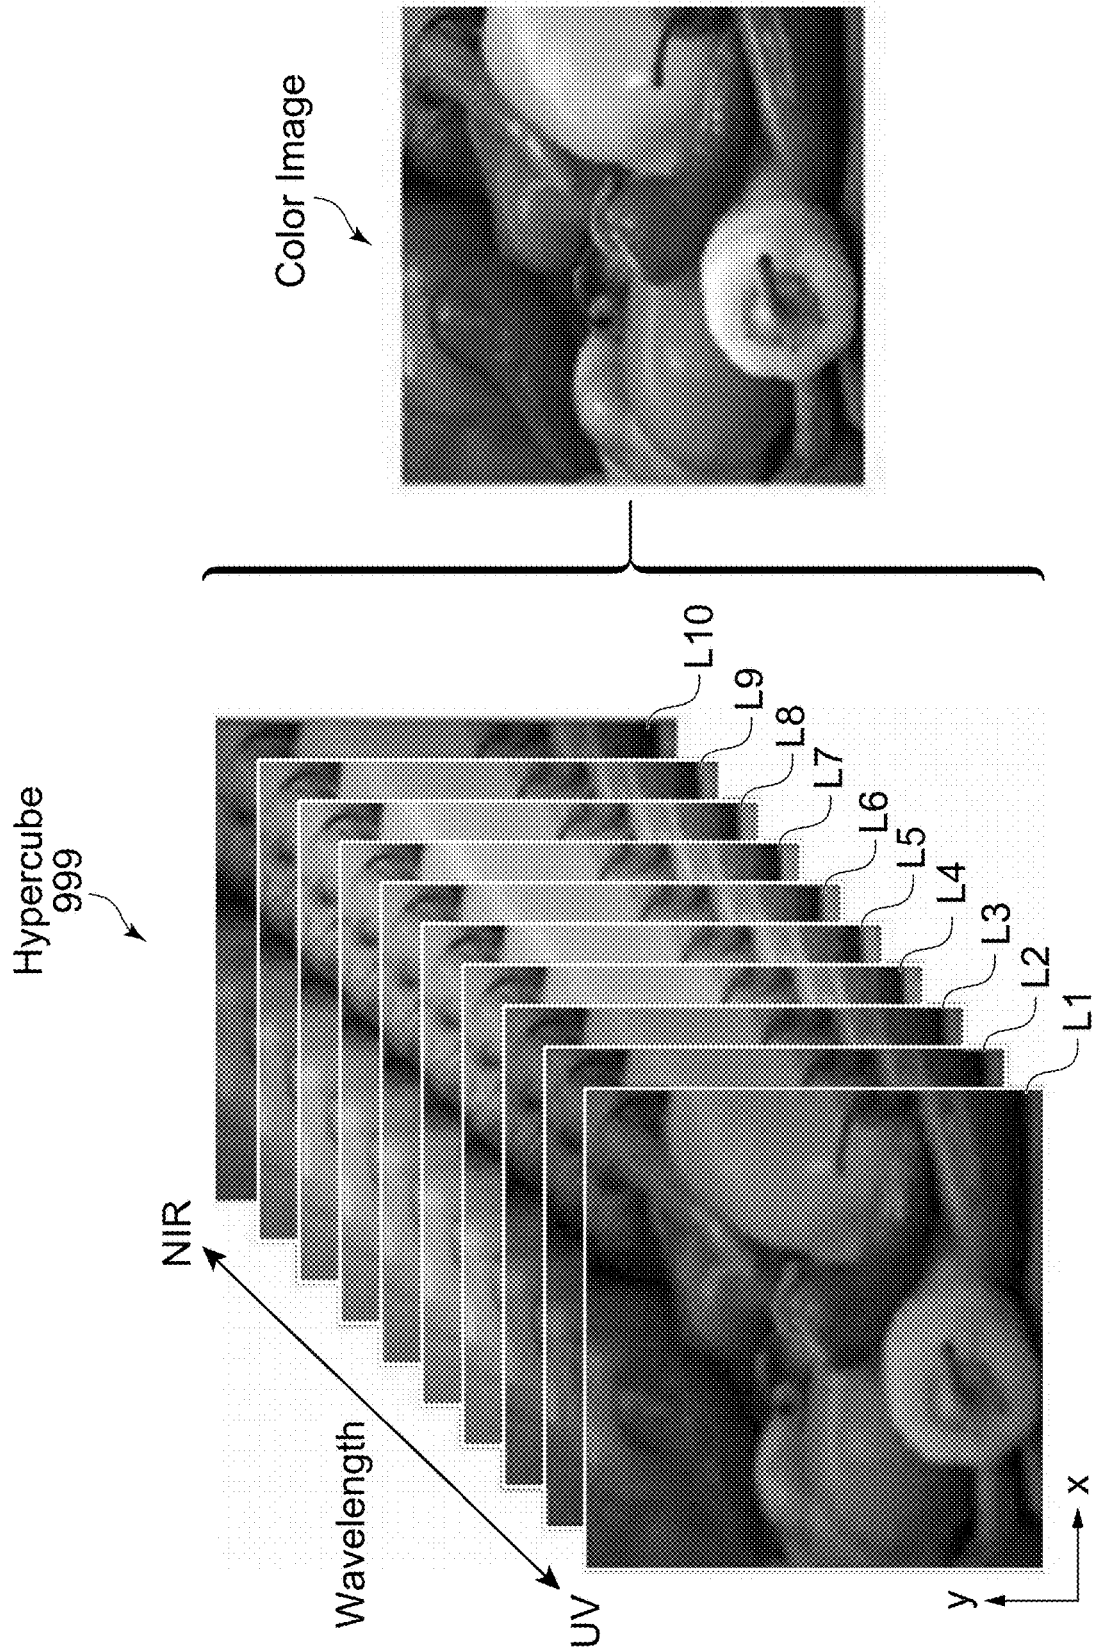 Hypercube
999
Color Image
NIR
Wavelength
UV
L10
L9
L8
L7
L6
L5
L4
L3
L2
L1
y
x